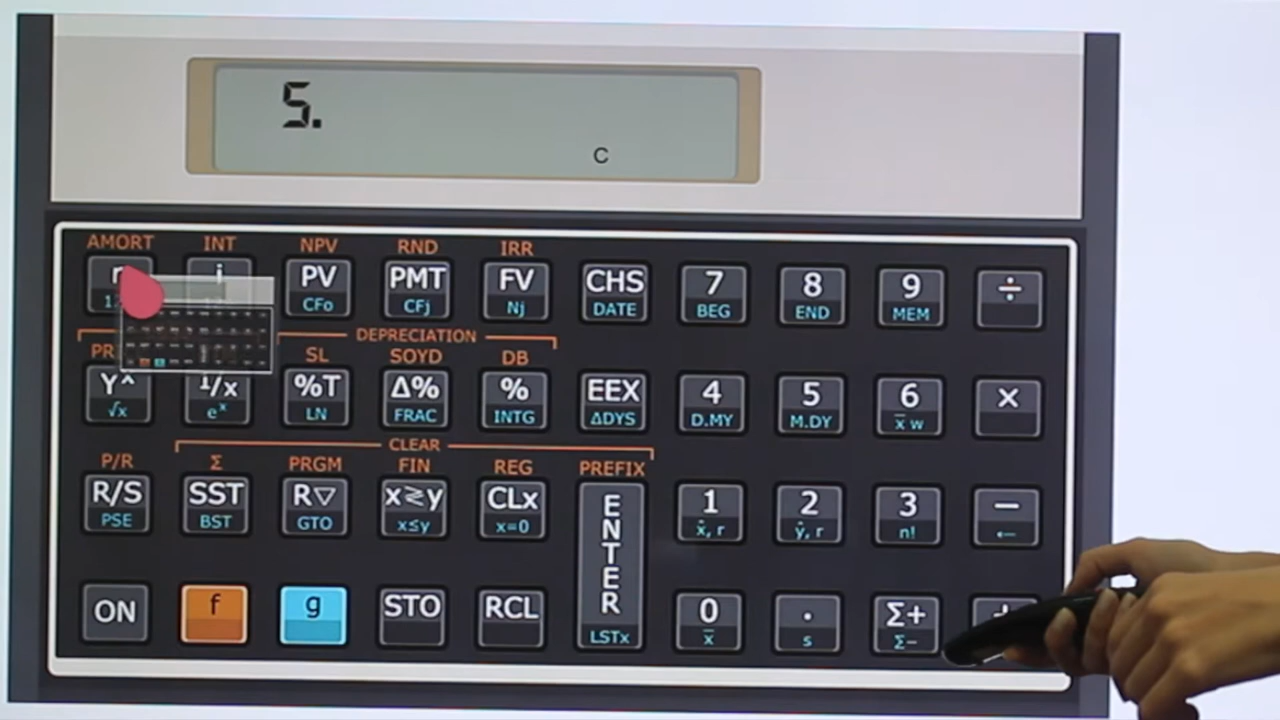 5.
C
AMORT INT NPV RND IRR
PV PMT FV CHS 7 8 9 ÷
CFo CFj Nj DATE BEG END MEM
DEPRECIATION
SL SOYD DB
1/x %T Δ% % EEX 4 5 6 ×
√x eˣ LN FRAC INTG ΔDYS D.MY M.DY x̄ w
CLEAR
P/R Σ PRGM FIN REG PREFIX
R/S SST R▽ x≷y CLx ENTER 1 2 3 −
PSE BST GTO x≤y x=0 x̂, r ŷ, r n! ←
ON f g STO RCL 0 . Σ+
LSTx x̄ s Σ−